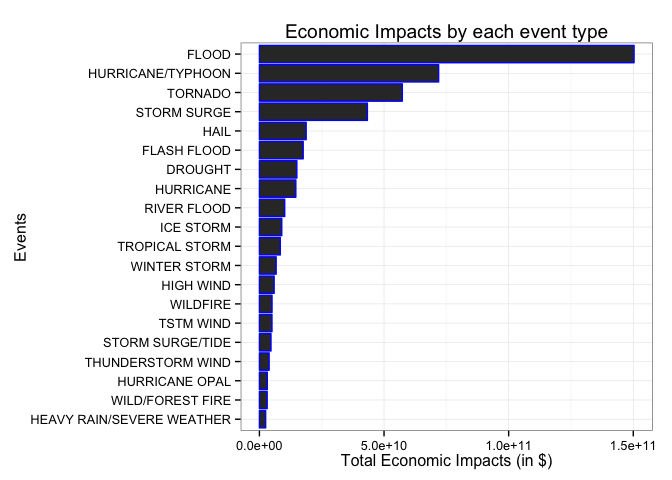 Economic Impacts by each event type
FLOOD
HURRICANE/TYPHOON
TORNADO
STORM SURGE
HAIL
FLASH FLOOD
DROUGHT
HURRICANE
RIVER FLOOD
ICE STORM
TROPICAL STORM
WINTER STORM
HIGH WIND
WILDFIRE
TSTM WIND
STORM SURGE/TIDE
THUNDERSTORM WIND
HURRICANE OPAL
WILD/FOREST FIRE
HEAVY RAIN/SEVERE WEATHER
Events
0.0e+00 5.0e+10 1.0e+11 1.5e+11
Total Economic Impacts (in $)